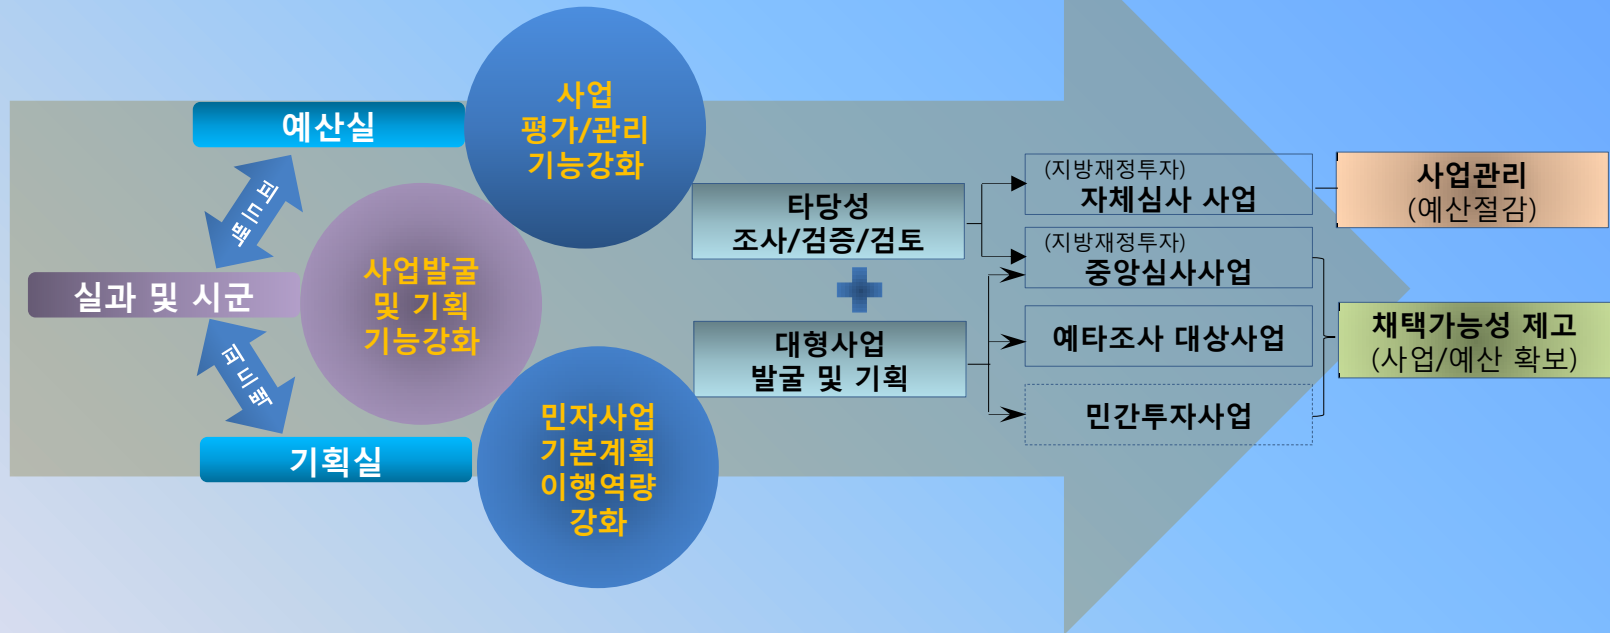 예산실
사업
평가/관리
기능강화
피드백
실과 및 시군
사업발굴
및 기획
기능강화
피드백
기획실
민자사업
기본계획
이행역량
강화
타당성
조사/검증/검토
대형사업
발굴 및 기획
(지방재정투자)
자체심사 사업
(지방재정투자)
중앙심사사업
예타조사 대상사업
민간투자사업
사업관리
(예산절감)
채택가능성 제고
(사업/예산 확보)